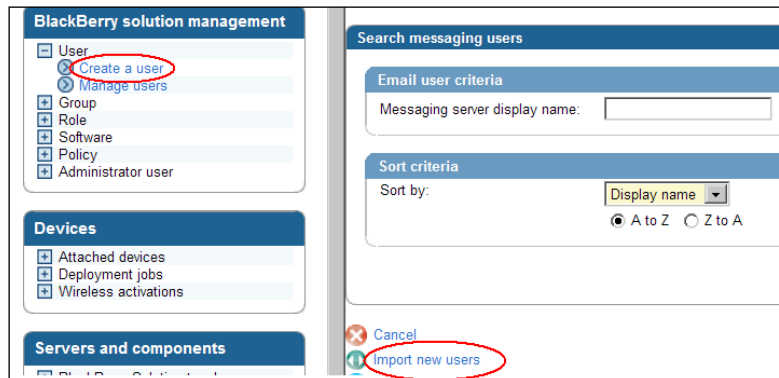 BlackBerry solution management
User
Create a user
Manage users
Group
Role
Software
Policy
Administrator user
Devices
Attached devices
Deployment jobs
Wireless activations
Servers and components
Search messaging users
Email user criteria
Messaging server display name:
Sort criteria
Sort by:
Display name
A to Z Z to A
Cancel
Import new users